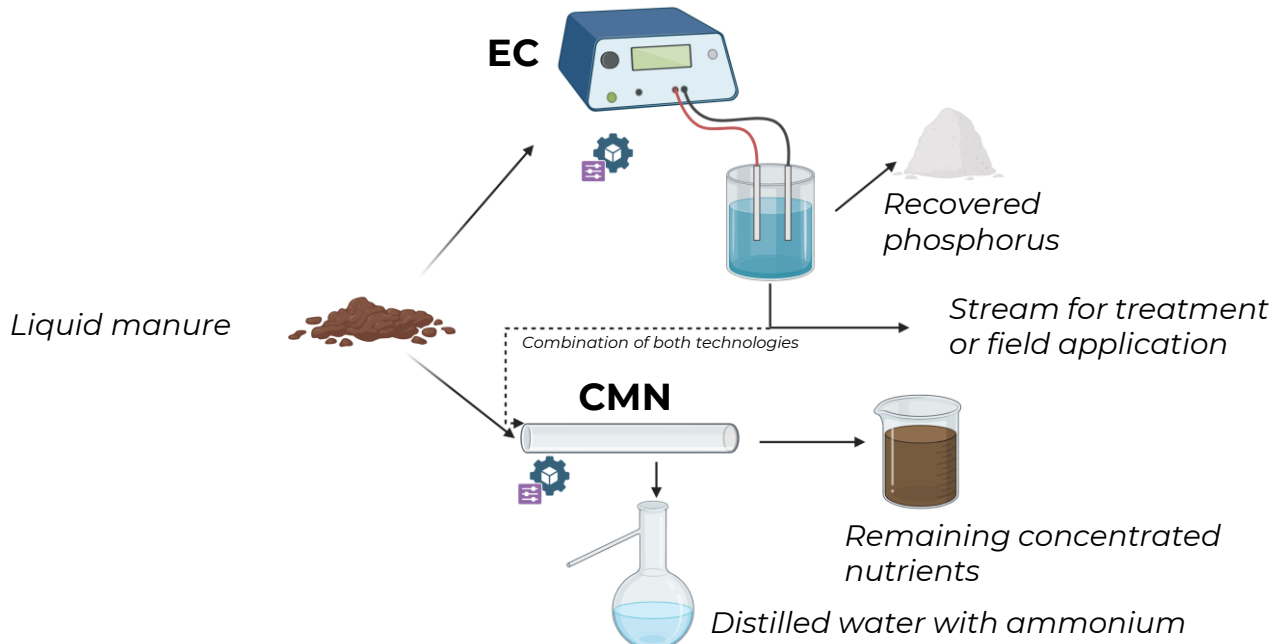 EC
Recovered
phosphorus
Liquid manure
Stream for treatment
or field application
Combination of both technologies
CMN
Remaining concentrated
nutrients
Distilled water with ammonium